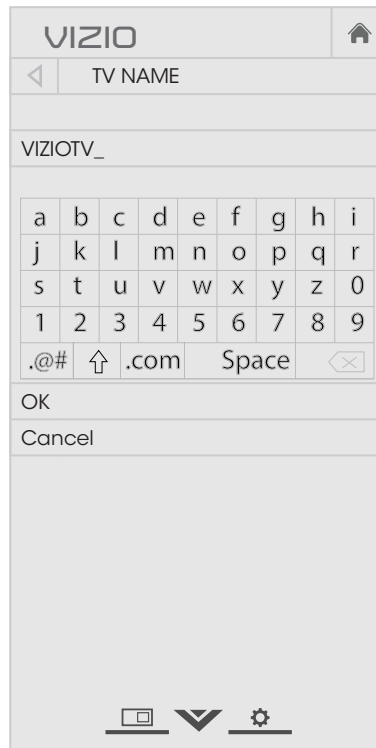 VIZIO
TV NAME
VIZIOTV_
a b c d e f g h i
j k l m n o p q r
s t u v w x y z 0
1 2 3 4 5 6 7 8 9
.@# .com Space
OK
Cancel